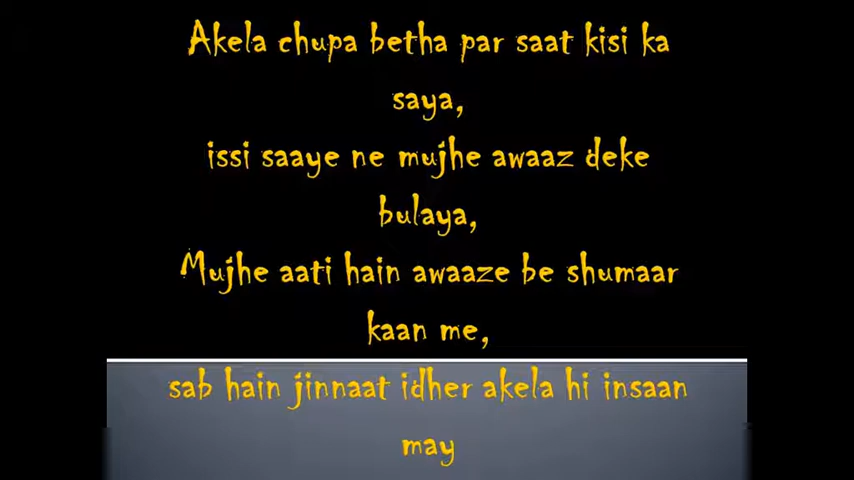 Akela chupa betha par saat kisi ka
saya,
issi saaye ne mujhe awaaz deke
bulaya,
Mujhe aati hain awaaze be shumaar
kaan me,
sab hain jinnaat idher akela hi insaan
may